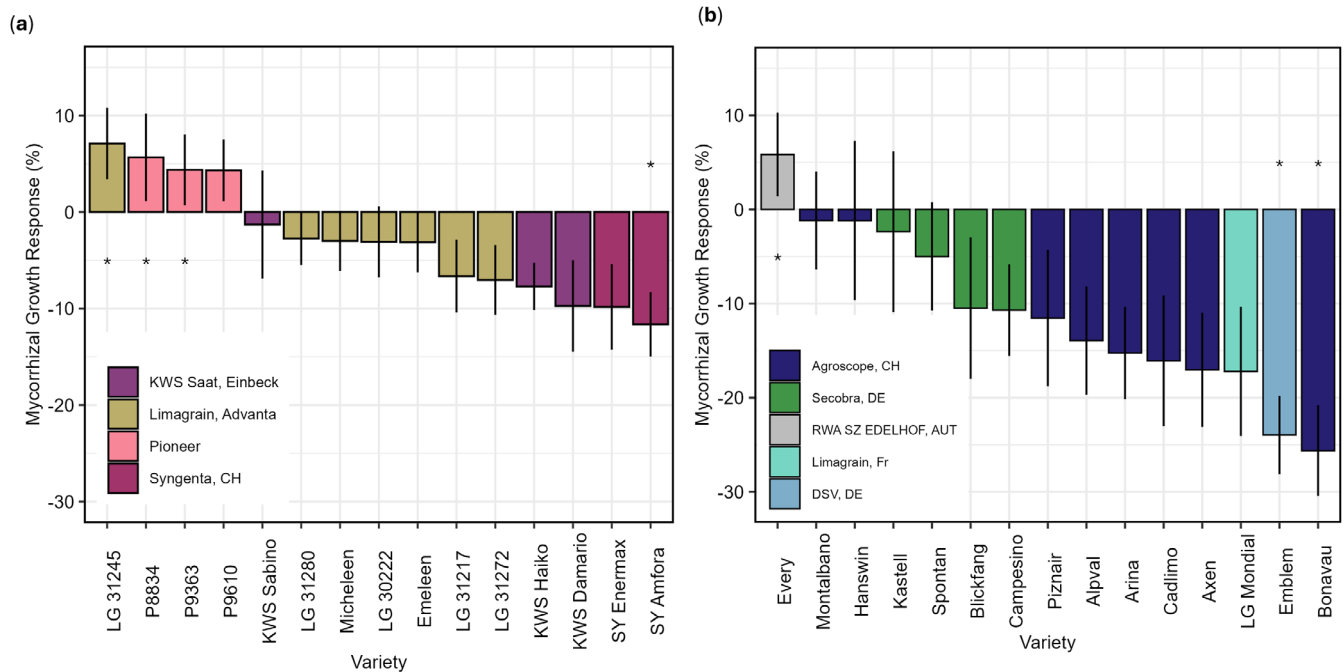 (a)
Mycorrhizal Growth Response (%)
10
0
-10
-20
-30
*
*
*
*
KWS Saat, Einbeck
Limagrain, Advanta
Pioneer
Syngenta, CH
LG 31245
P8834
P9363
P9610
KWS Sabino
LG 31280
Micheleen
LG 30222
Emeleen
LG 31217
LG 31272
KWS Haiko
KWS Damario
SY Enermax
SY Amfora
Variety
(b)
Mycorrhizal Growth Response (%)
10
0
-10
-20
-30
*
*
*
Agroscope, CH
Secobra, DE
RWA SZ EDELHOF, AUT
Limagrain, Fr
DSV, DE
Every
Montalbano
Hanswin
Kastell
Spontan
Blickfang
Campesino
Piznair
Alpval
Arina
Cadlimo
Axen
LG Mondial
Emblem
Bonavau
Variety